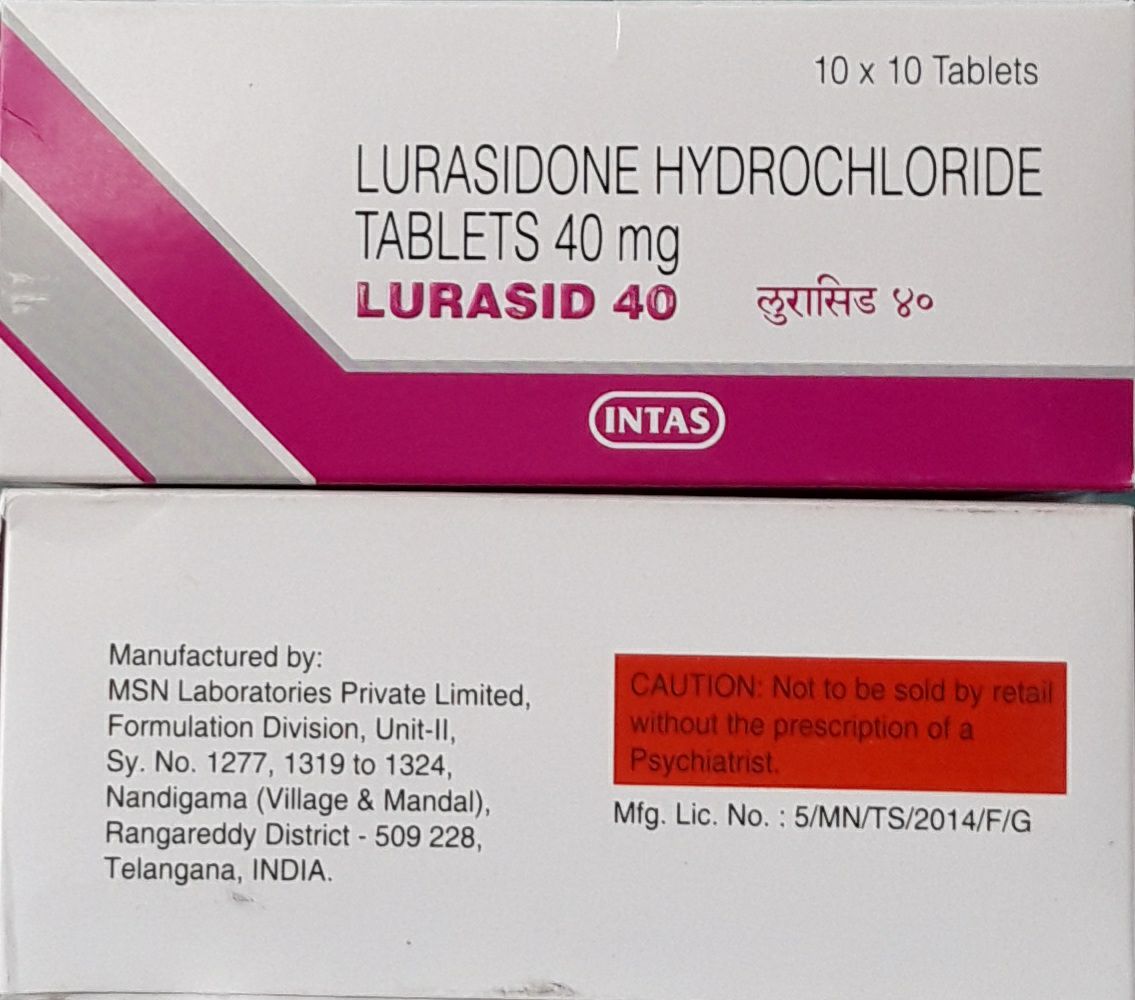 10 x 10 Tablets
LURASIDONE HYDROCHLORIDE
TABLETS 40 mg
LURASID 40 लुरासिड ४०
INTAS
Manufactured by:
MSN Laboratories Private Limited,
Formulation Division, Unit-II,
Sy. No. 1277, 1319 to 1324,
Nandigama (Village & Mandal),
Rangareddy District - 509 228,
Telangana, INDIA.
CAUTION: Not to be sold by retail
without the prescription of a
Psychiatrist.
Mfg. Lic. No. : 5/MN/TS/2014/F/G